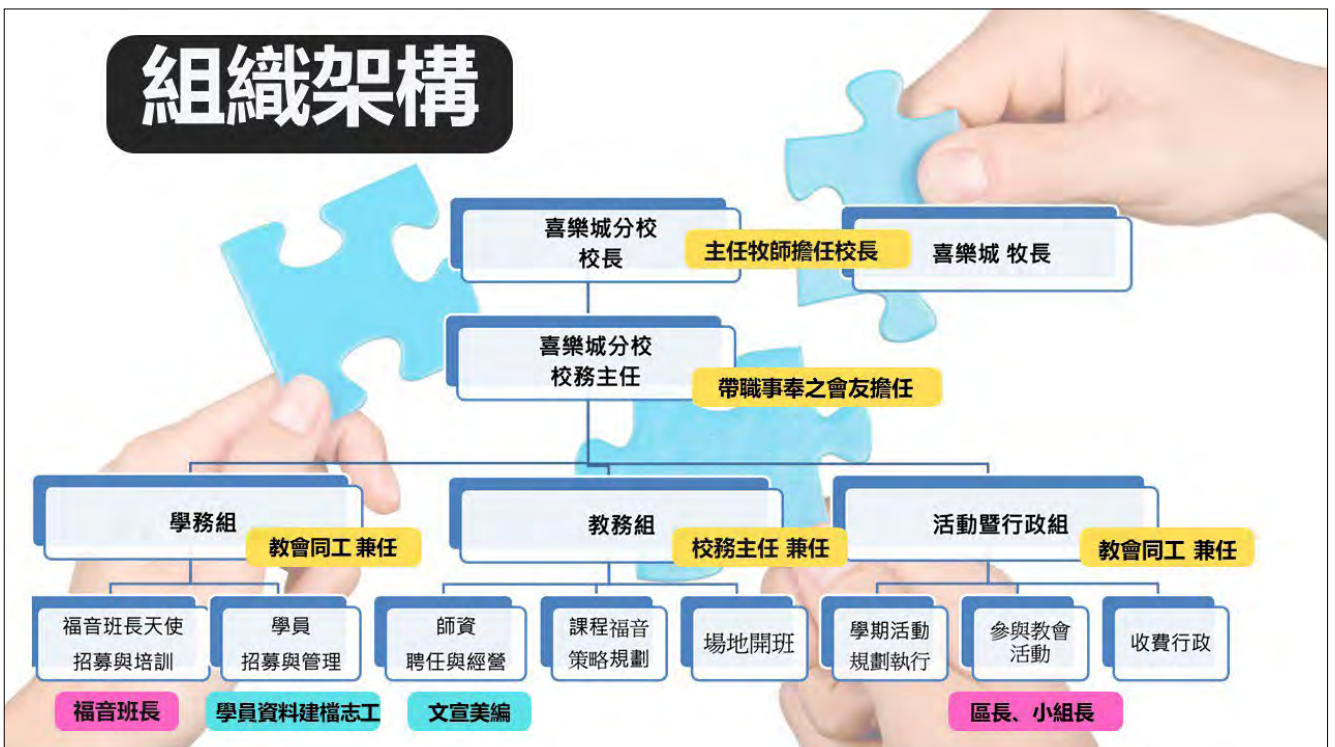 組織架構
喜樂城分校
校長
主任牧師擔任校長
喜樂城 牧長
喜樂城分校
校務主任
帶職事奉之會友擔任
學務組
教會同工 兼任
教務組
校務主任 兼任
活動暨行政組
教會同工 兼任
福音班長天使
招募與培訓
學員
招募與管理
師資
聘任與經營
課程福音
策略規劃
場地開班
學期活動
規劃執行
參與教會
活動
收費行政
福音班長
學員資料建檔志工
文宣美編
區長、小組長